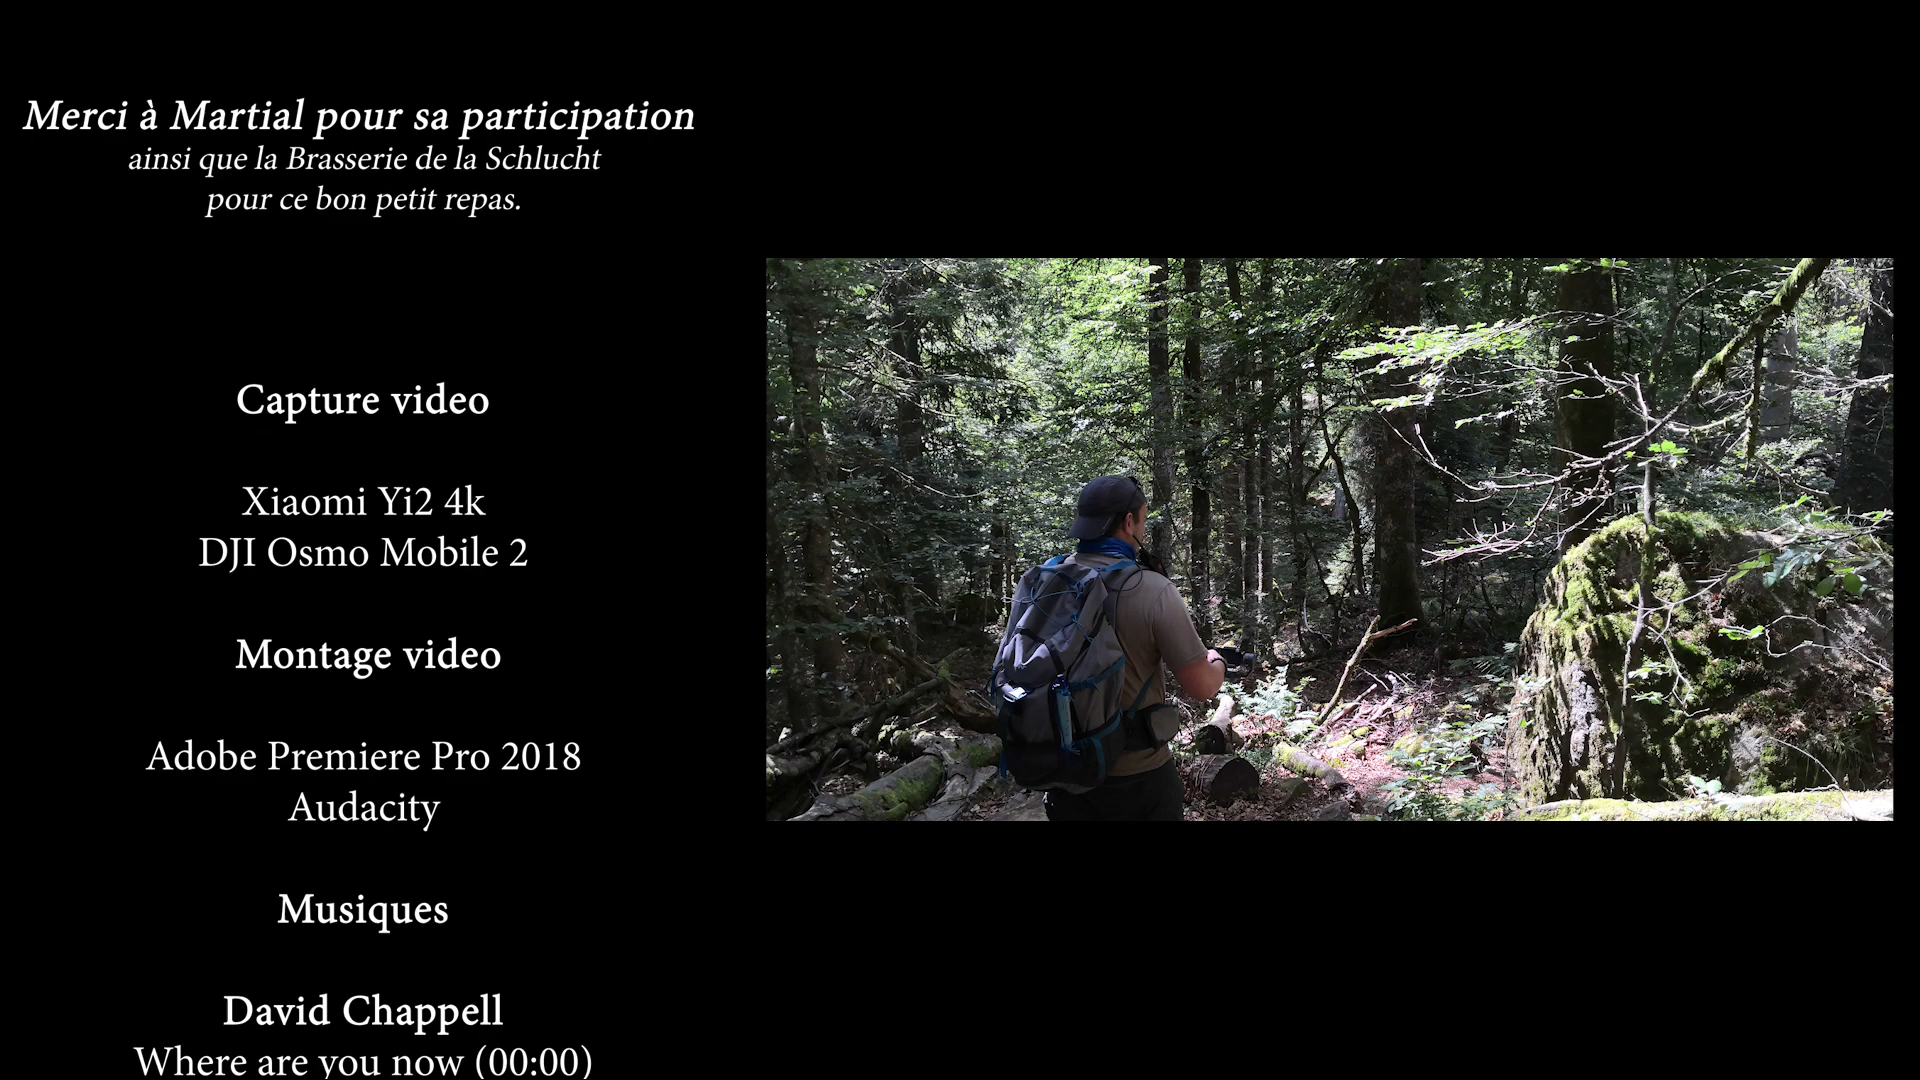 Merci à Martial pour sa participation
ainsi que la Brasserie de la Schlucht
pour ce bon petit repas.
Capture video
Xiaomi Yi2 4k
DJI Osmo Mobile 2
Montage video
Adobe Premiere Pro 2018
Audacity
Musiques
David Chappell
Where are you now (00:00)